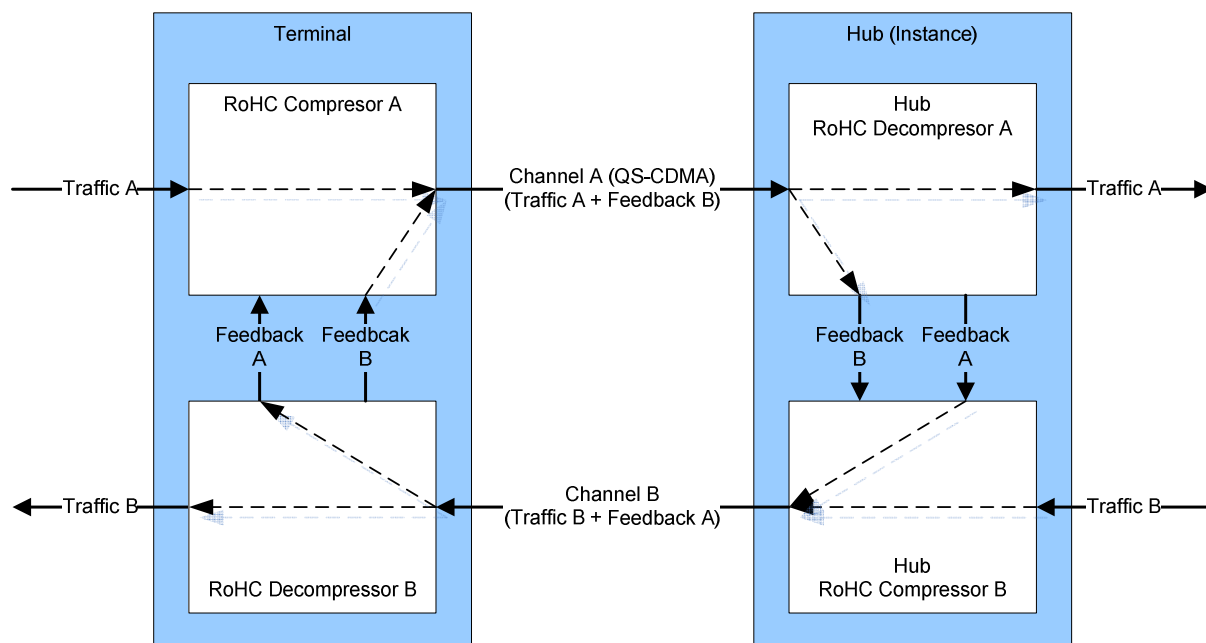 Terminal
Hub (Instance)
RoHC Compresor A
Hub
RoHC Decompresor A
Traffic A
Channel A (QS-CDMA)
(Traffic A + Feedback B)
Traffic A
Feedback
A
Feedbcak
B
Feedback
B
Feedback
A
Traffic B
Channel B
(Traffic B + Feedback A)
Traffic B
RoHC Decompressor B
Hub
RoHC Compressor B